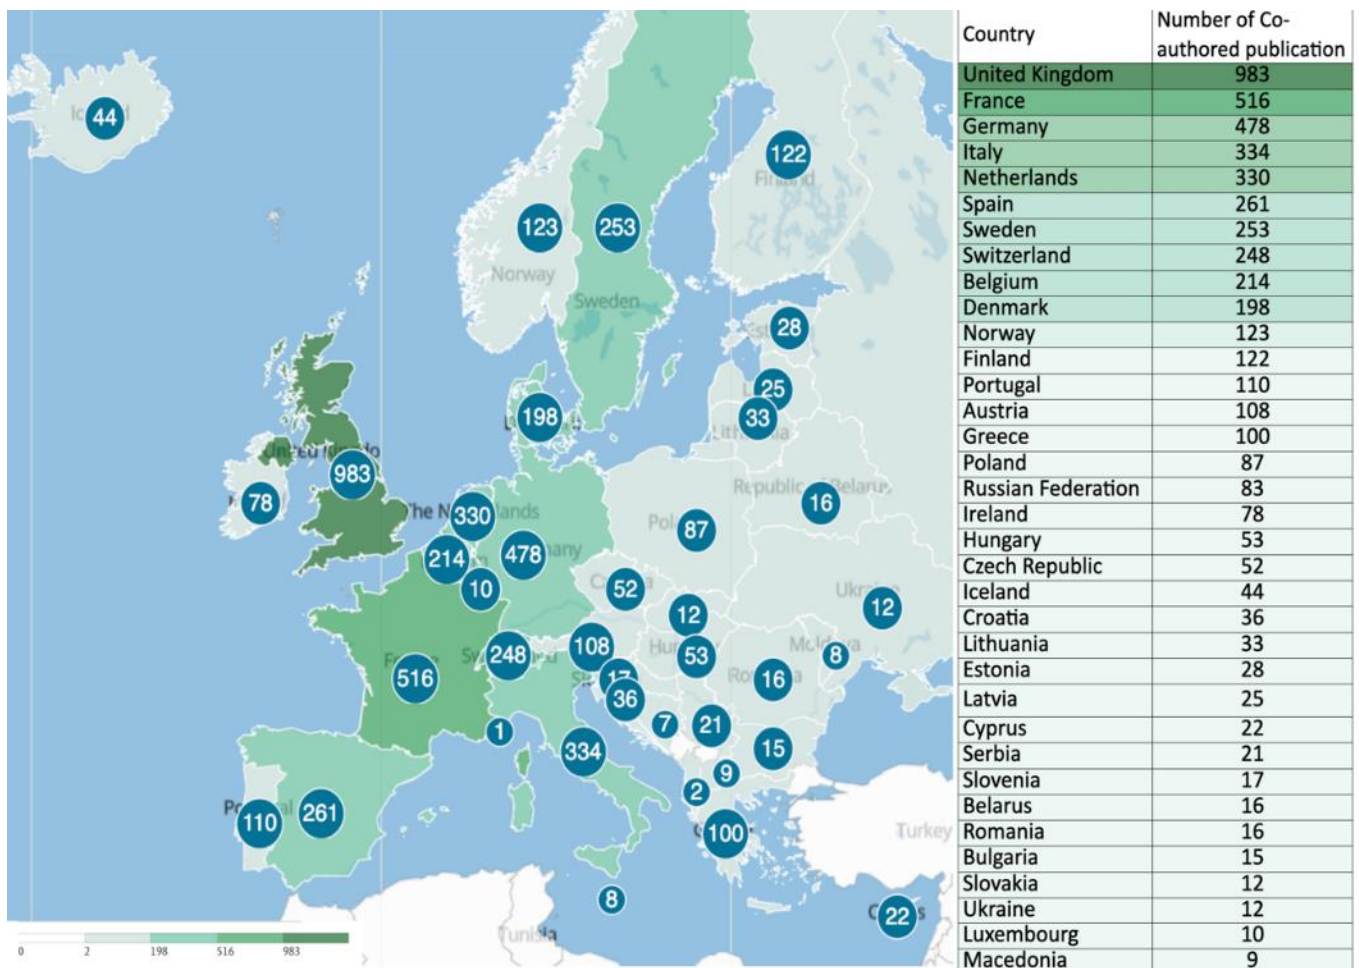 44
122
123
253
Norway
Sweden
28
25
33
198
983
78
330
214
478
10
87
16
52
12
12
108
53
8
248
16
516
36
7
21
1
334
15
9
2
110
261
100
Turkey
8
22
Tunisia
0 2 198 516 983
Country Number of Co-
authored publication
United Kingdom 983
France 516
Germany 478
Italy 334
Netherlands 330
Spain 261
Sweden 253
Switzerland 248
Belgium 214
Denmark 198
Norway 123
Finland 122
Portugal 110
Austria 108
Greece 100
Poland 87
Russian Federation 83
Ireland 78
Hungary 53
Czech Republic 52
Iceland 44
Croatia 36
Lithuania 33
Estonia 28
Latvia 25
Cyprus 22
Serbia 21
Slovenia 17
Belarus 16
Romania 16
Bulgaria 15
Slovakia 12
Ukraine 12
Luxembourg 10
Macedonia 9